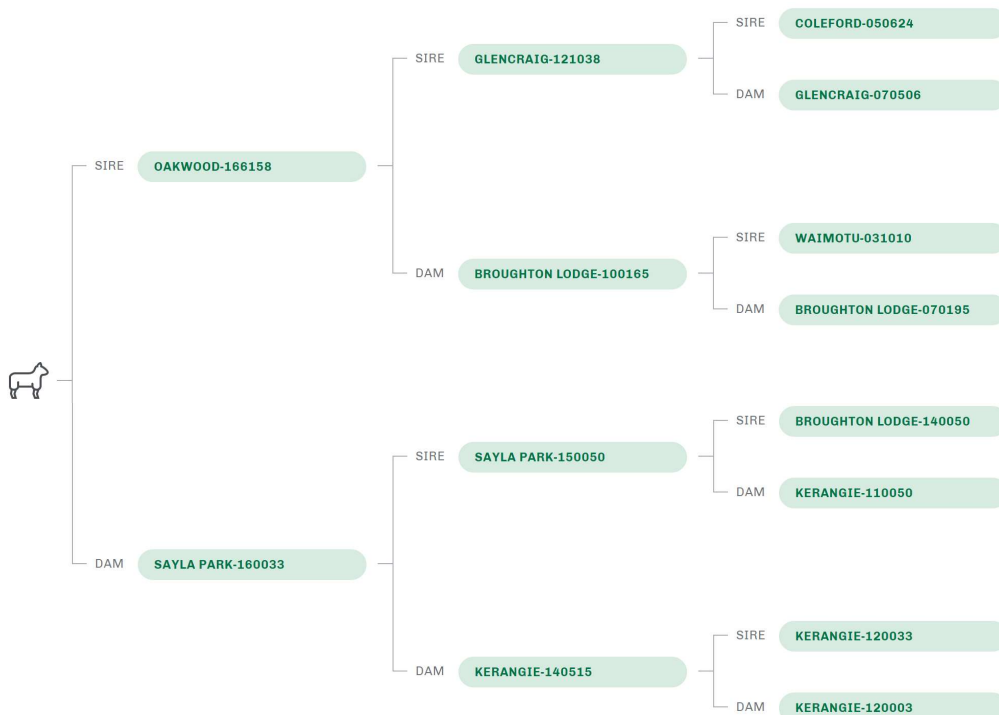 SIRE COLEFORD-050624
SIRE GLENCRAIG-121038
DAM GLENCRAIG-070506
SIRE OAKWOOD-166158
SIRE WAIMOTU-031010
DAM BROUGHTON LODGE-100165
DAM BROUGHTON LODGE-070195
SIRE BROUGHTON LODGE-140050
SIRE SAYLA PARK-150050
DAM KERANGIE-110050
DAM SAYLA PARK-160033
SIRE KERANGIE-120033
DAM KERANGIE-140515
DAM KERANGIE-120003